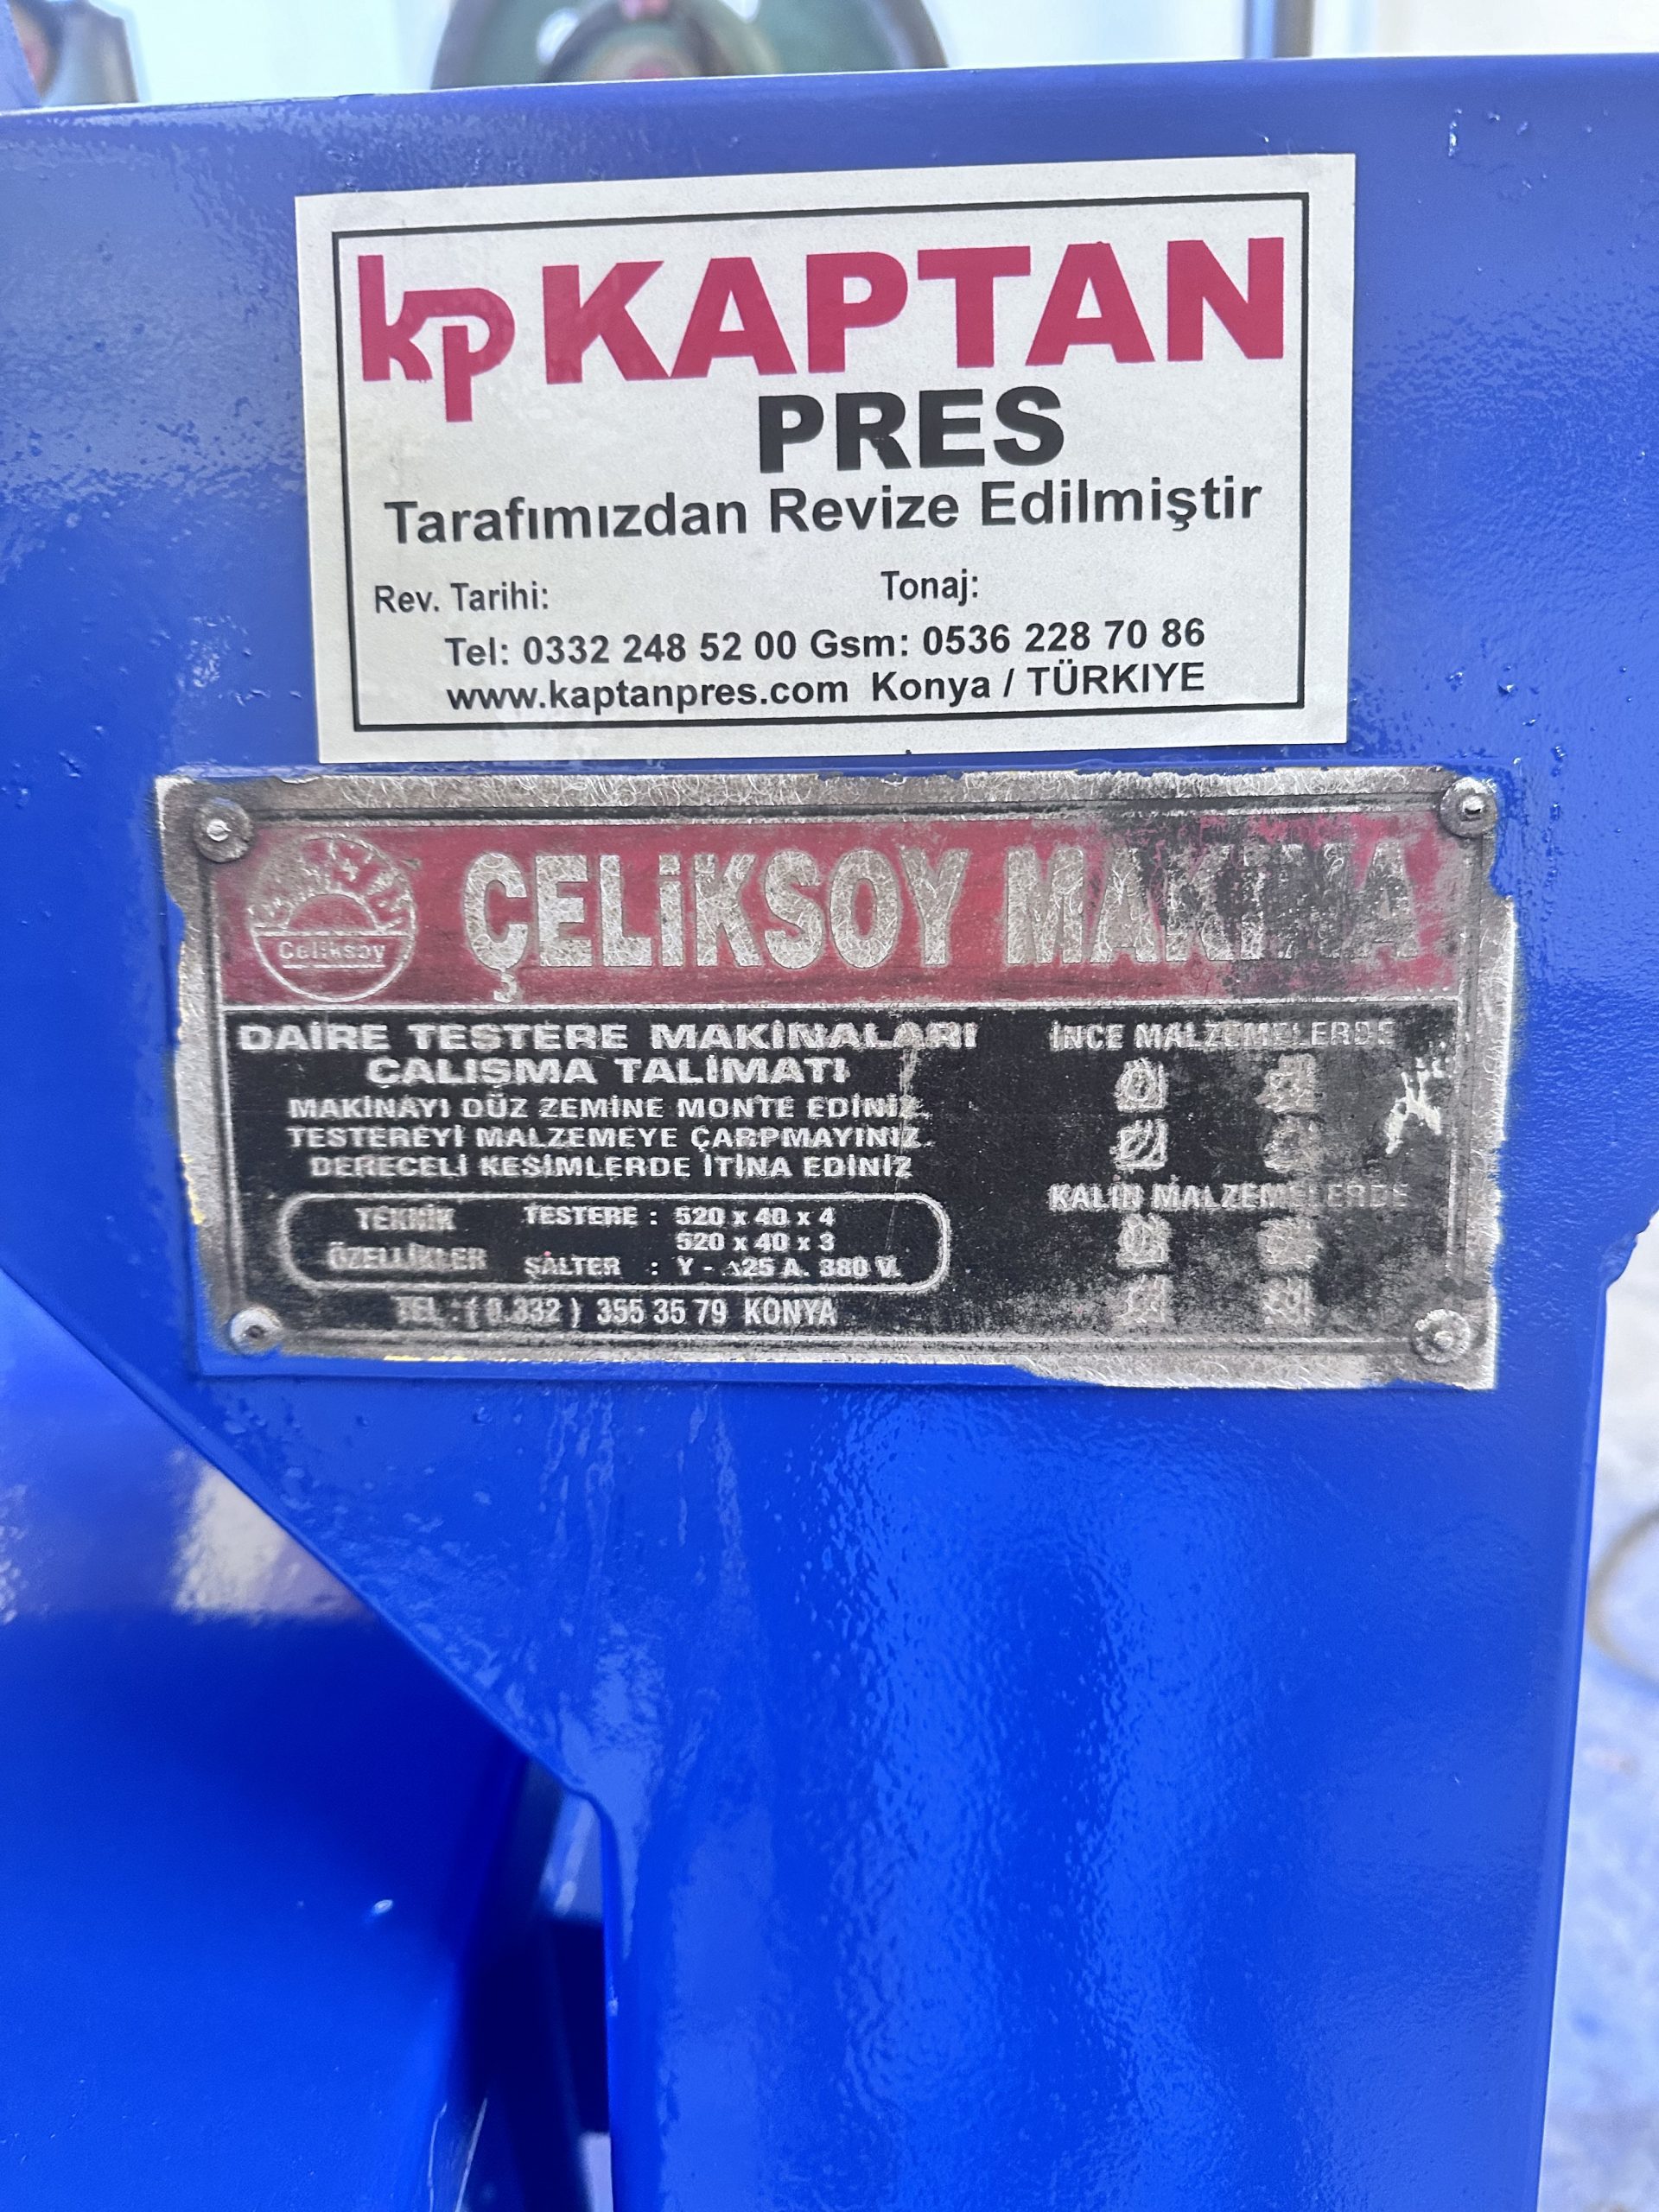 kp KAPTAN
PRES
Tarafımızdan Revize Edilmiştir
Rev. Tarihi: Tonaj:
Tel: 0332 248 52 00 Gsm: 0536 228 70 86
www.kaptanpres.com Konya / TÜRKIYE
Çeliksoy
ÇELİKSOY MAKİNA
DAİRE TESTERE MAKİNALARI
ÇALIŞMA TALİMATI
MAKİNAYI DÜZ ZEMİNE MONTE EDİNİZ.
TESTEREYİ MALZEMEYE ÇARPMAYINIZ.
DERECELİ KESİMLERDE İTİNA EDİNİZ
TEKNİK
ÖZELLİKLER
TESTERE : 520 x 40 x 4
520 x 40 x 3
ŞALTER : Y - Δ25 A. 380 V.
TEL : ( 0.332 ) 355 35 79 KONYA
İNCE MALZEMELERDE
KALIN MALZEMELERDE